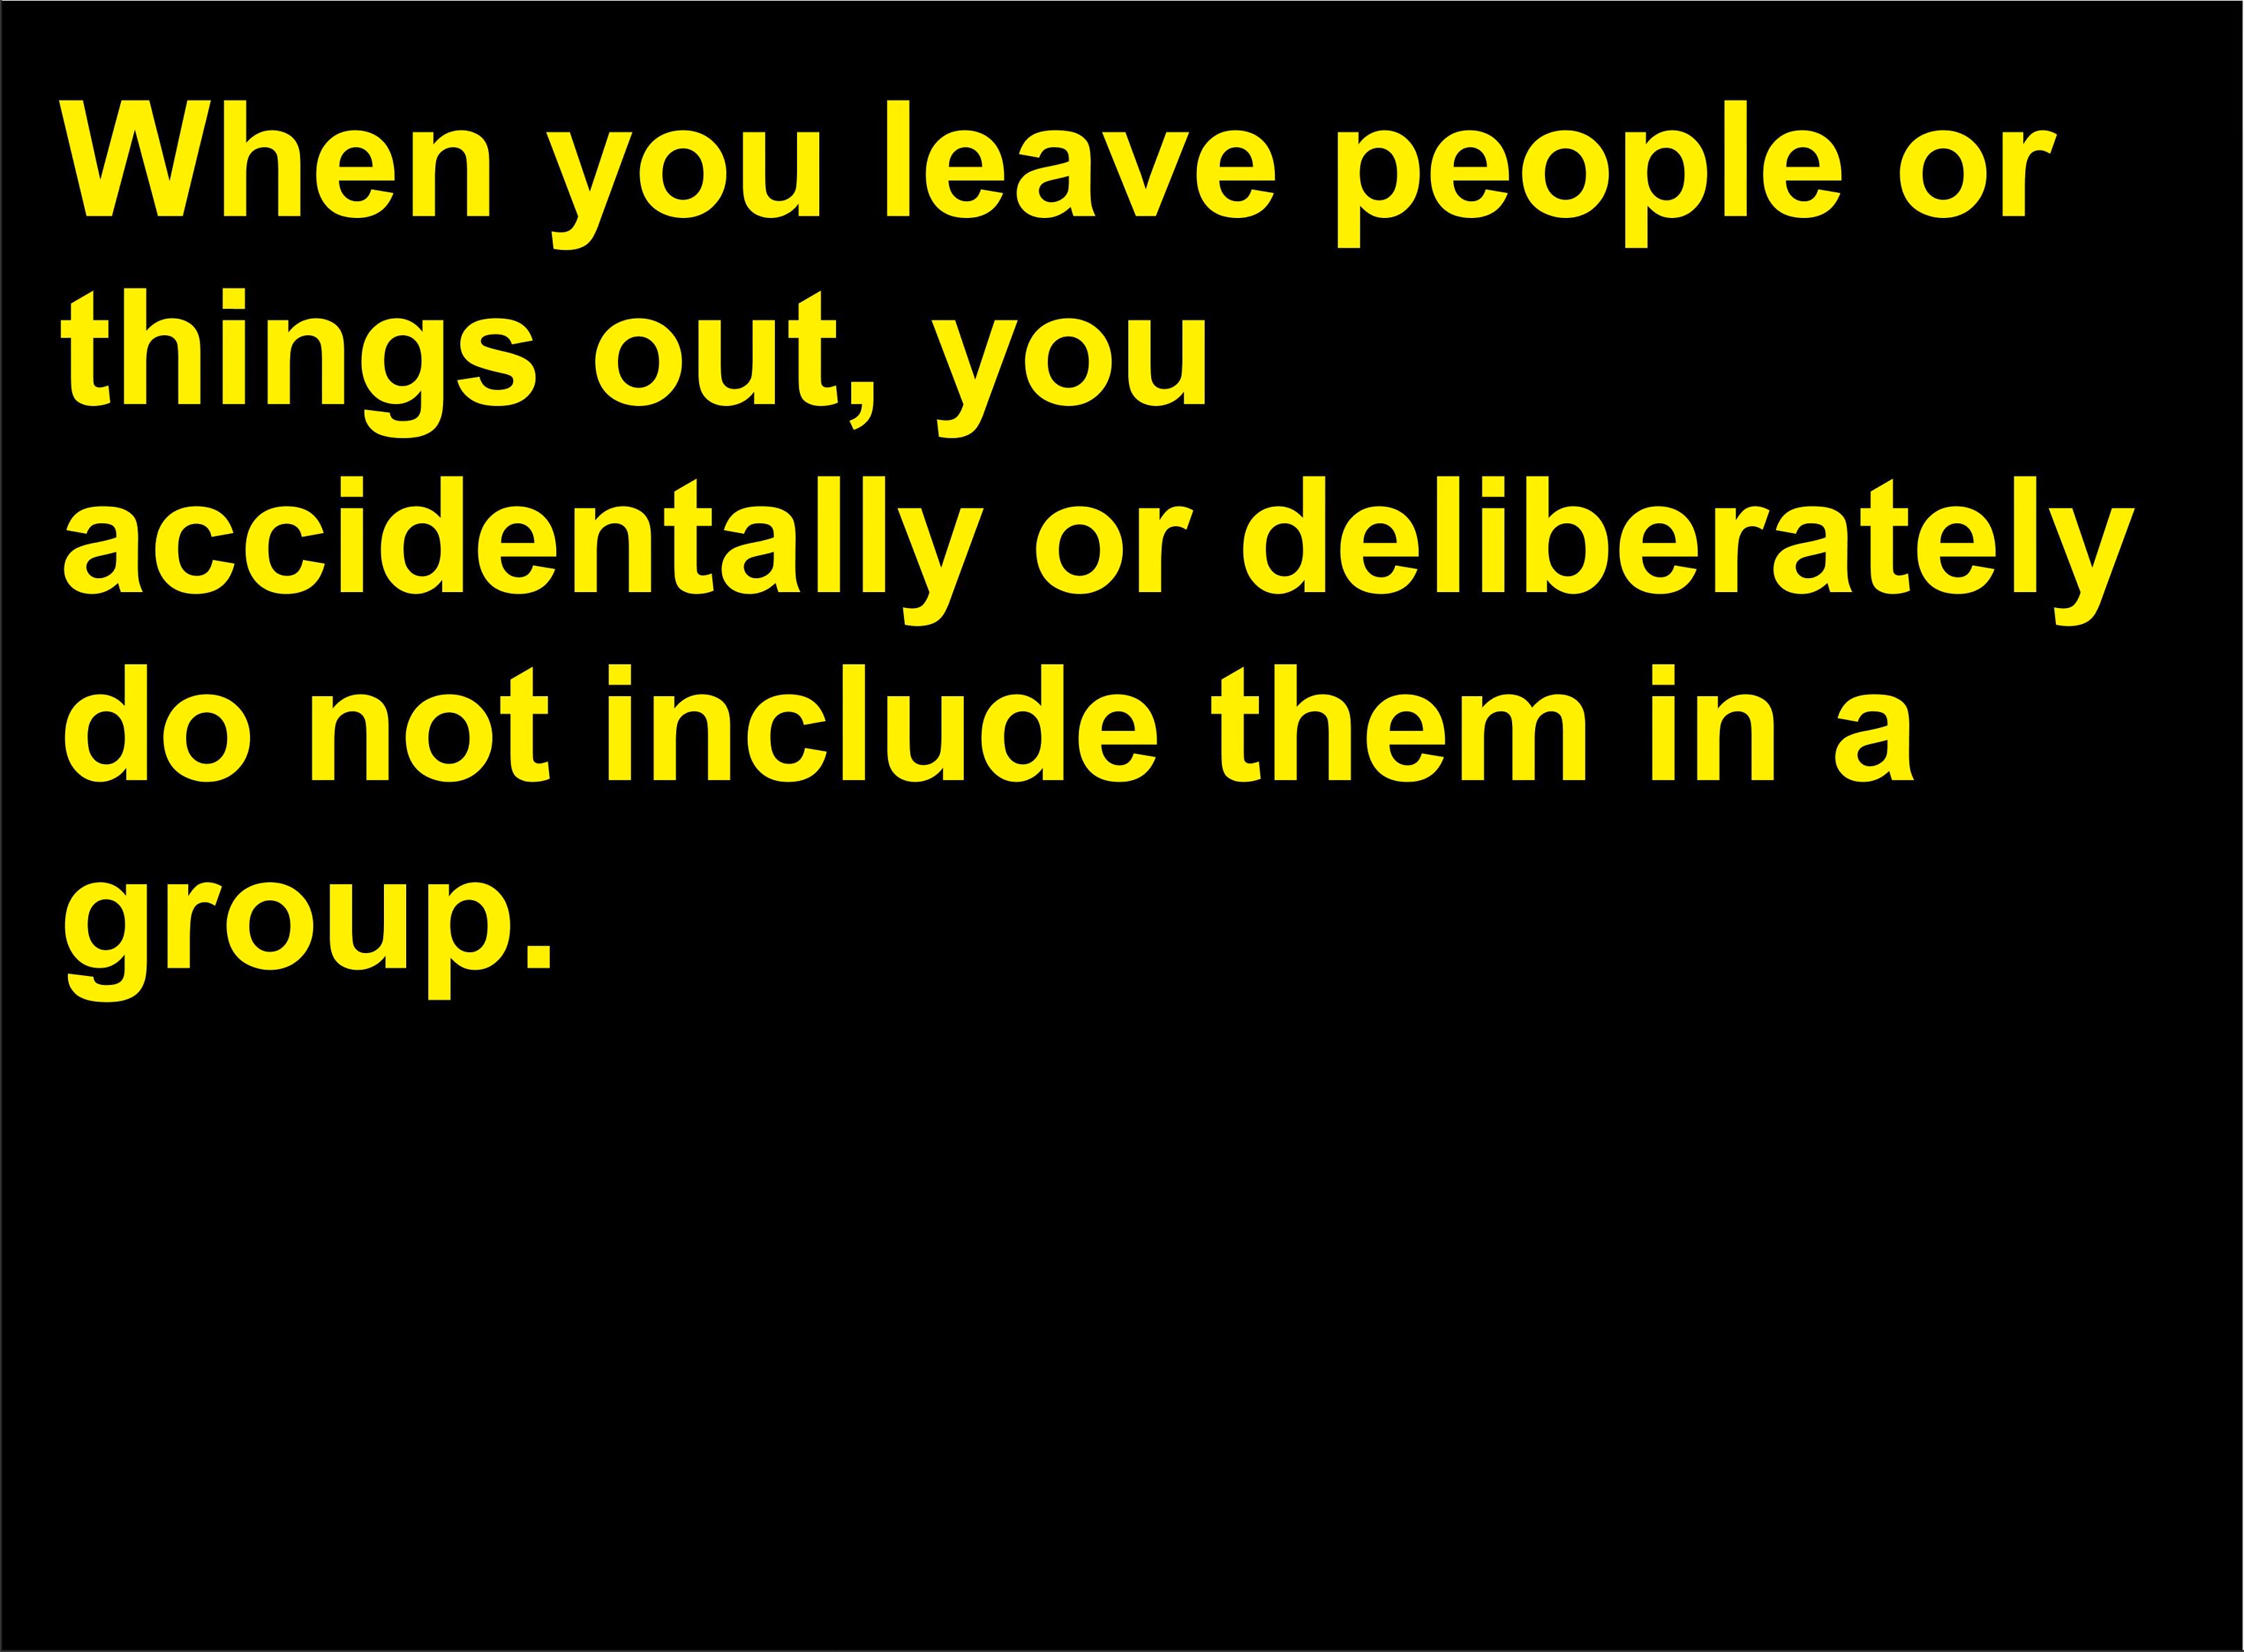 When you leave people or
things out, you
accidentally or deliberately
do not include them in a
group.